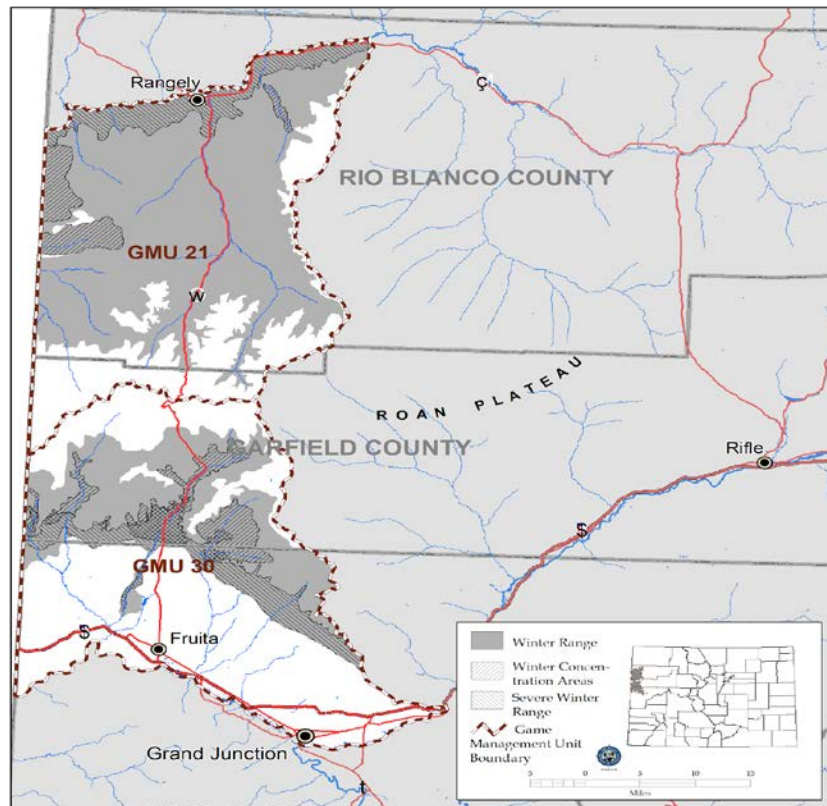 Rangely
Ç
RIO BLANCO COUNTY
GMU 21
W
ROAN PLATEAU
GARFIELD COUNTY
Rifle
$
GMU 30
$
Fruita
Grand Junction
t
Winter Range
Winter Concen-
tration Areas
Severe Winter
Range
Game
Management Unit
Boundary
5 0 5 10 15
Miles